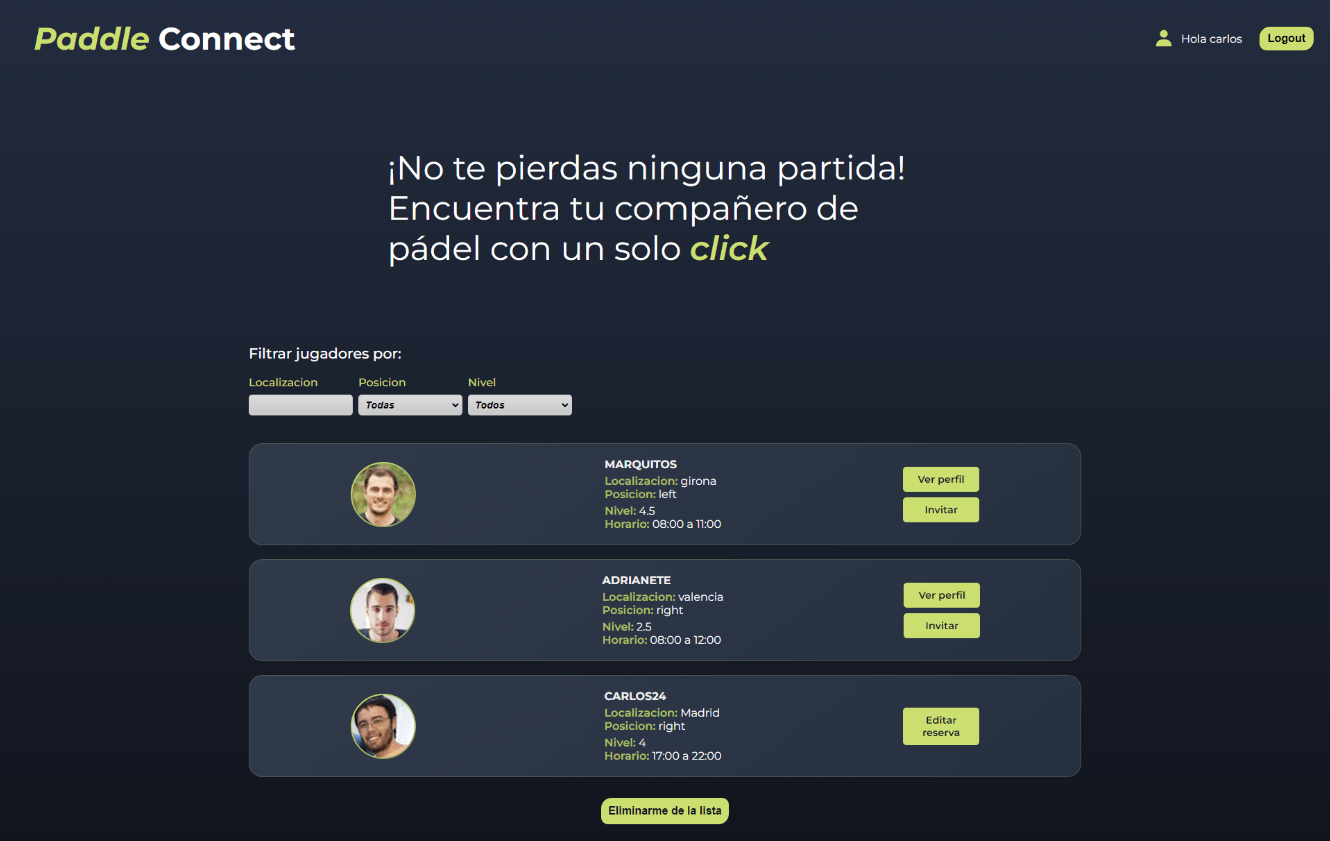 Paddle Connect
Hola carlos
Logout
¡No te pierdas ninguna partida!
Encuentra tu compañero de
pádel con un solo click
Filtrar jugadores por:
Localizacion Posicion Nivel
Todas Todos
MARQUITOS
Localizacion: girona
Posicion: left
Nivel: 4.5
Horario: 08:00 a 11:00
Ver perfil
Invitar
ADRIANETE
Localizacion: valencia
Posicion: right
Nivel: 2.5
Horario: 08:00 a 12:00
Ver perfil
Invitar
CARLOS24
Localizacion: Madrid
Posicion: right
Nivel: 4
Horario: 17:00 a 22:00
Editar
reserva
Eliminarme de la lista